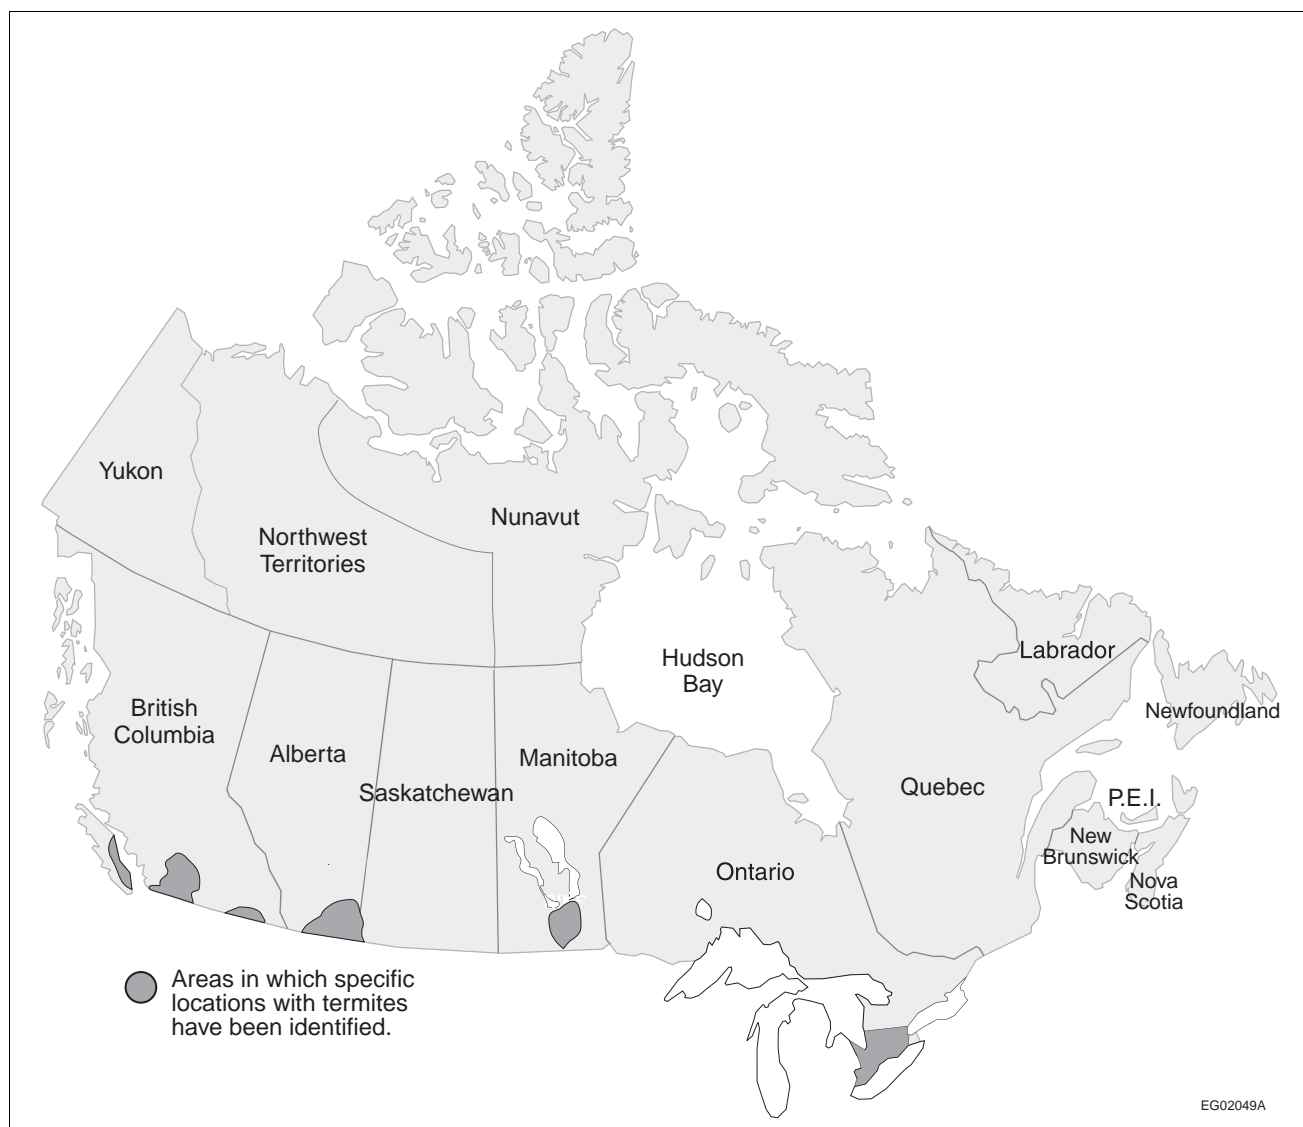 Yukon
Northwest
Territories
Nunavut
Hudson
Bay
Labrador
Newfoundland
British
Columbia
Alberta
Saskatchewan
Manitoba
Ontario
Quebec
P.E.I.
New
Brunswick
Nova
Scotia
Areas in which specific
locations with termites
have been identified.
EG02049A